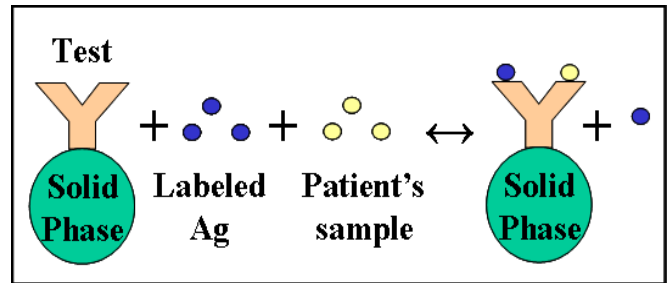 Test
+ + ↔ +
Solid Phase
Labeled Ag
Patient's sample
Solid Phase